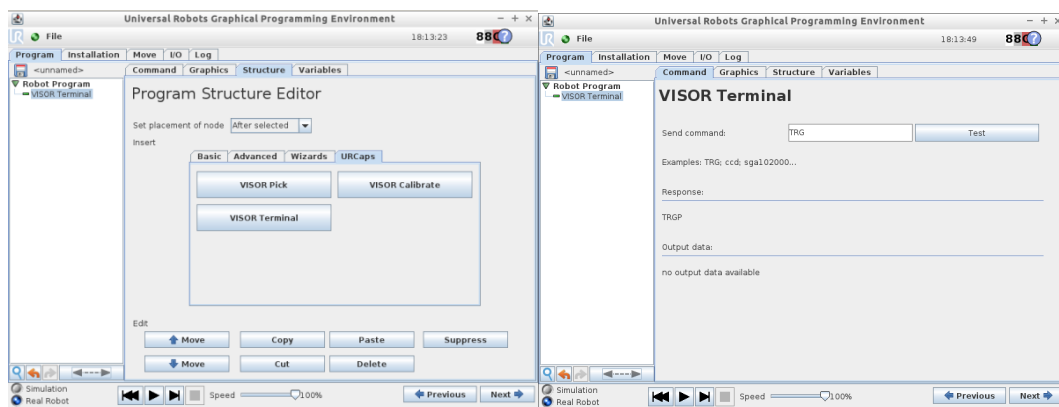 Universal Robots Graphical Programming Environment
File
18:13:23
88C
?
Program Installation Move I/O Log
<unnamed>
Command Graphics Structure Variables
Robot Program
VISOR Terminal
Program Structure Editor
Set placement of node After selected
Insert
Basic Advanced Wizards URCaps
VISOR Pick
VISOR Calibrate
VISOR Terminal
Edit
Move
Copy
Paste
Suppress
Move
Cut
Delete
Simulation
Real Robot
Speed
100%
Previous
Next
Universal Robots Graphical Programming Environment
File
18:13:49
88C
?
Program Installation Move I/O Log
<unnamed>
Command Graphics Structure Variables
Robot Program
VISOR Terminal
VISOR Terminal
Send command:
TRG
Test
Examples: TRG; ccd; sga102000...
Response:
TRGP
Output data:
no output data available
Simulation
Real Robot
Speed
100%
Previous
Next